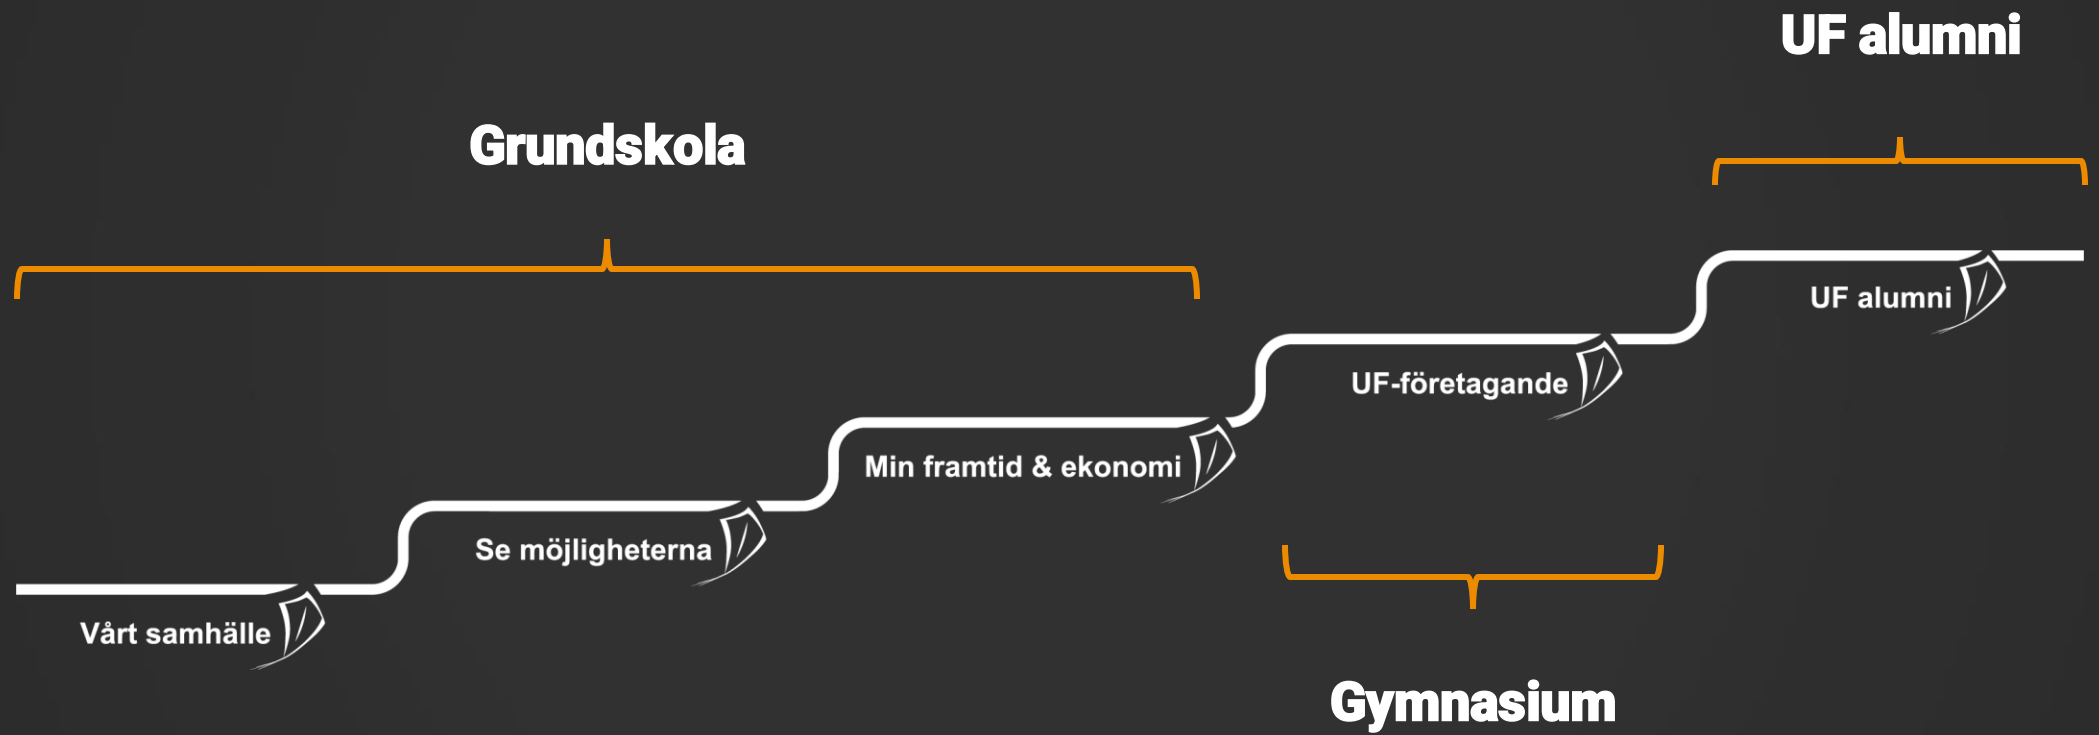 UF alumni
Grundskola
UF alumni
UF-företagande
Min framtid & ekonomi
Se möjligheterna
Vårt samhälle
Gymnasium